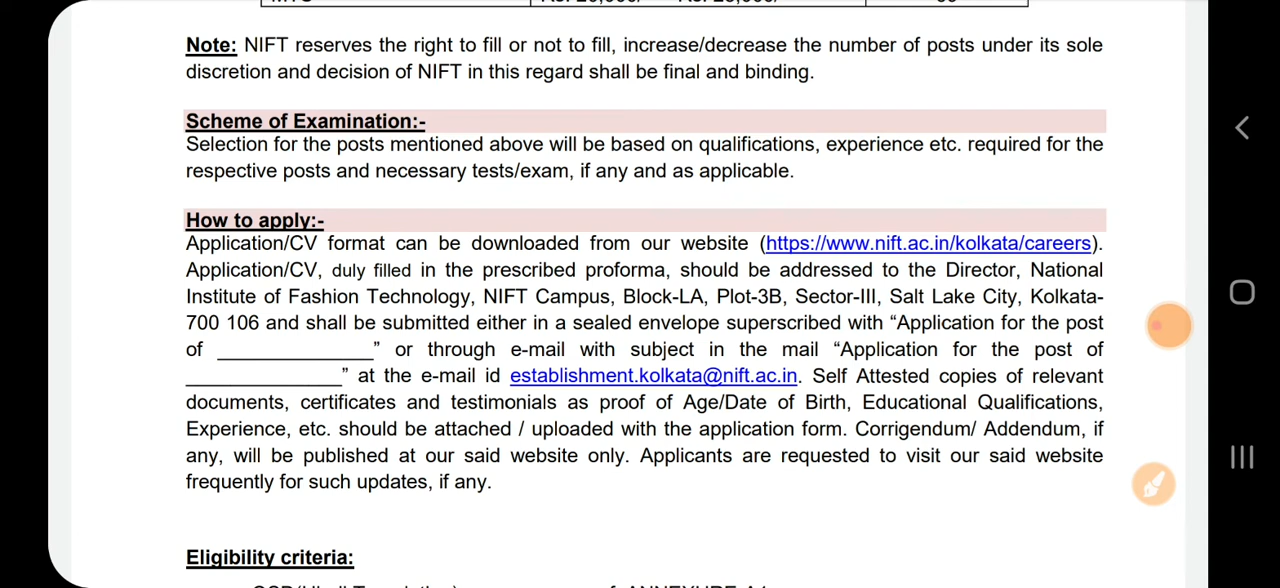 Note: NIFT reserves the right to fill or not to fill, increase/decrease the number of posts under its sole
discretion and decision of NIFT in this regard shall be final and binding.
Scheme of Examination:-
Selection for the posts mentioned above will be based on qualifications, experience etc. required for the
respective posts and necessary tests/exam, if any and as applicable.
How to apply:-
Application/CV format can be downloaded from our website (https://www.nift.ac.in/kolkata/careers).
Application/CV, duly filled in the prescribed proforma, should be addressed to the Director, National
Institute of Fashion Technology, NIFT Campus, Block-LA, Plot-3B, Sector-III, Salt Lake City, Kolkata-
700 106 and shall be submitted either in a sealed envelope superscribed with “Application for the post
of ______________” or through e-mail with subject in the mail “Application for the post of
______________” at the e-mail id establishment.kolkata@nift.ac.in. Self Attested copies of relevant
documents, certificates and testimonials as proof of Age/Date of Birth, Educational Qualifications,
Experience, etc. should be attached / uploaded with the application form. Corrigendum/ Addendum, if
any, will be published at our said website only. Applicants are requested to visit our said website
frequently for such updates, if any.
Eligibility criteria: